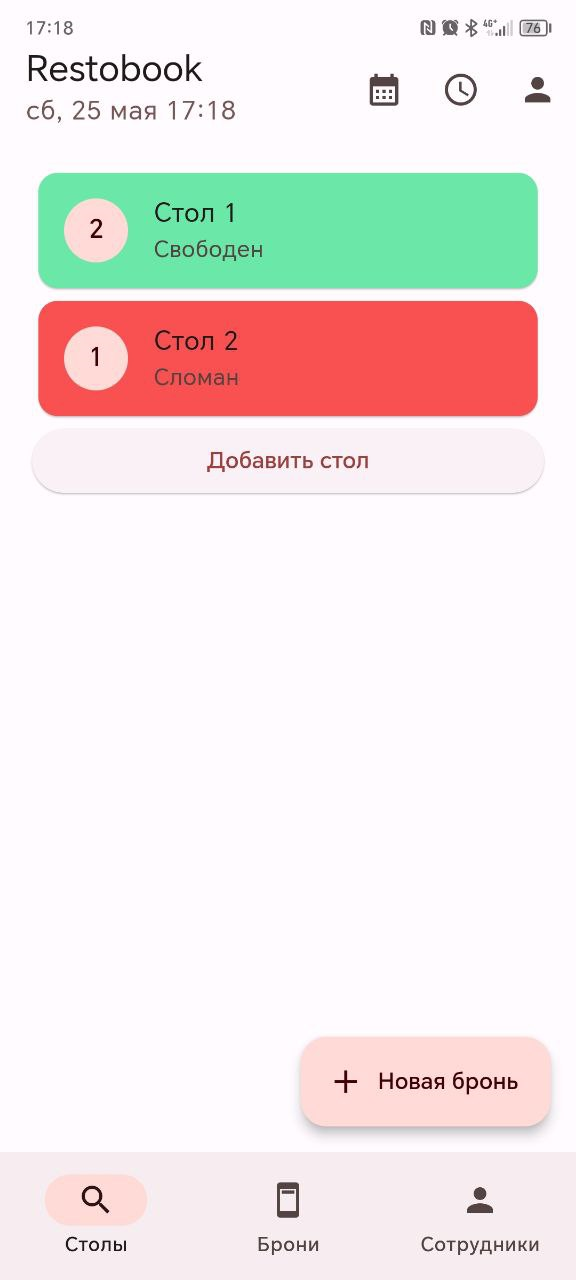 17:18
4G+
76
Restobook
сб, 25 мая 17:18
2
Стол 1
Свободен
1
Стол 2
Сломан
Добавить стол
Новая бронь
Столы
Брони
Сотрудники